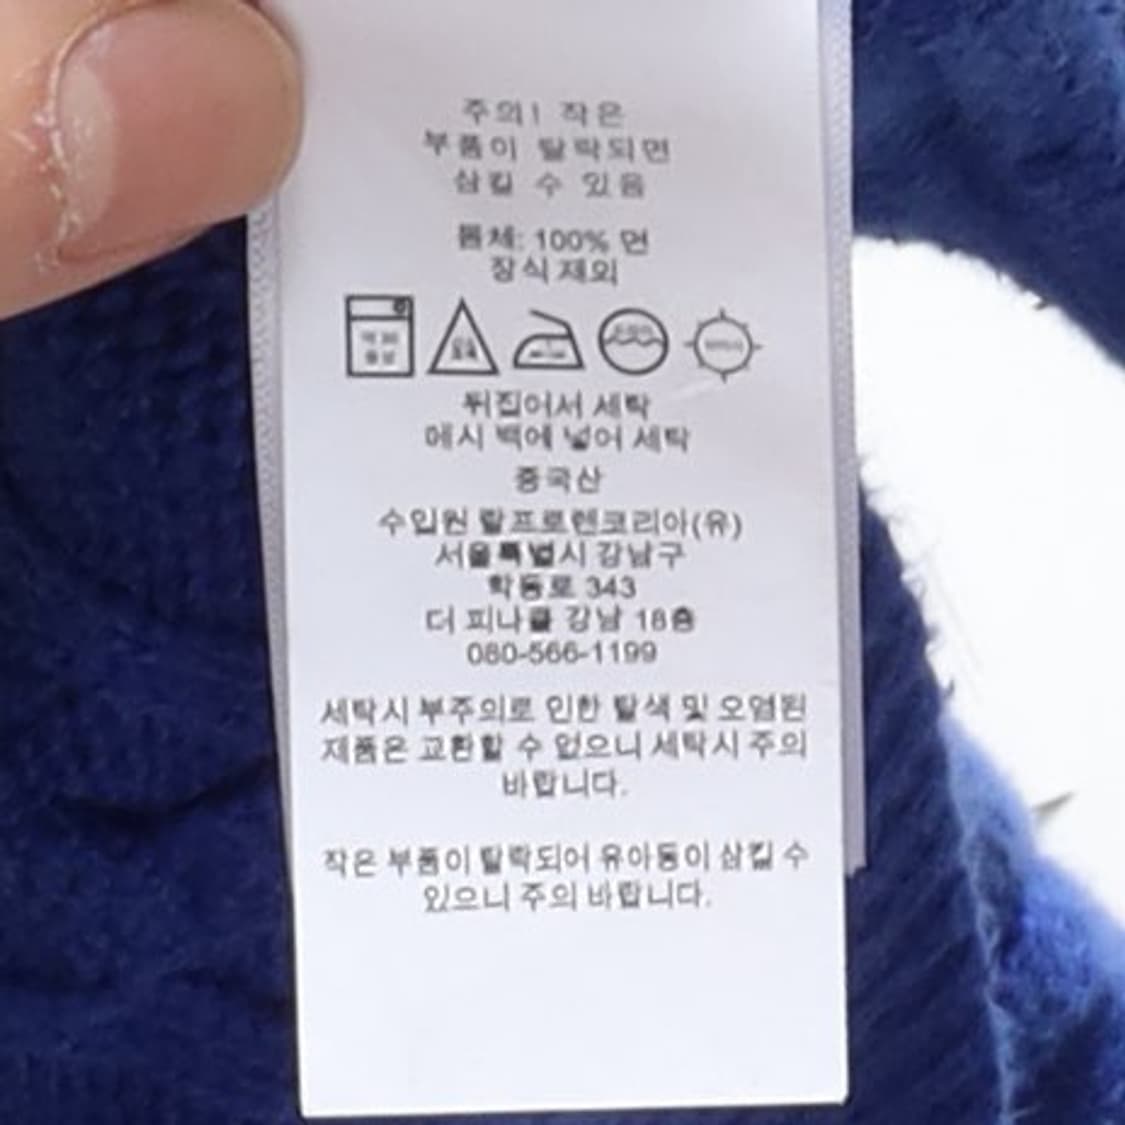 주의! 작은
부품이 탈락되면
삼킬 수 있음
몸체: 100% 면
장식 제외
뒤집어서 세탁
메시 백에 넣어 세탁
중국산
수입원 랄프로렌코리아(유)
서울특별시 강남구
학동로 343
더 피나클 강남 18층
080-566-1199
세탁시 부주의로 인한 탈색 및 오염된
제품은 교환할 수 없으니 세탁시 주의
바랍니다.
작은 부품이 탈락되어 유아동이 삼킬 수
있으니 주의 바랍니다.